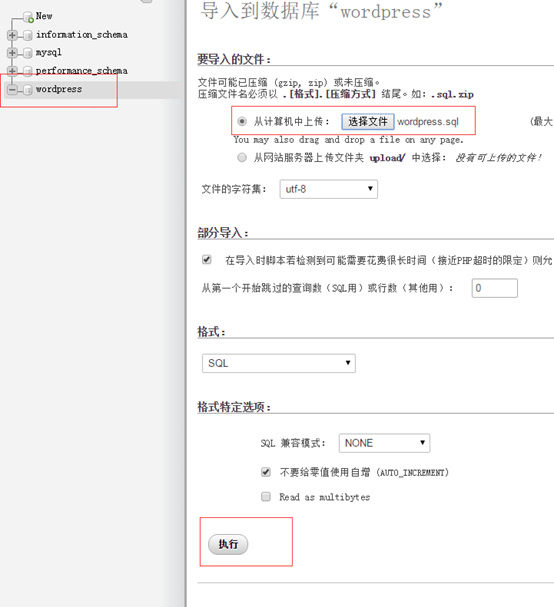 New
information_schema
mysql
performance_schema
wordpress
导入到数据库“wordpress”
要导入的文件：
文件可能已压缩 (gzip, zip) 或未压缩。
压缩文件名必须以 .[格式].[压缩方式] 结尾。如：.sql.zip
从计算机中上传： 选择文件 wordpress.sql （最大
You may also drag and drop a file on any page.
从网站服务器上传文件夹 upload/ 中选择： 没有可上传的文件！
文件的字符集： utf-8
部分导入：
在导入时脚本若检测到可能需要花费很长时间（接近PHP超时的限定）则允
从第一个开始跳过的查询数（SQL用）或行数（其他用）： 0
格式：
SQL
格式特定选项：
SQL 兼容模式： NONE
不要给零值使用自增 (AUTO_INCREMENT)
Read as multibytes
执行